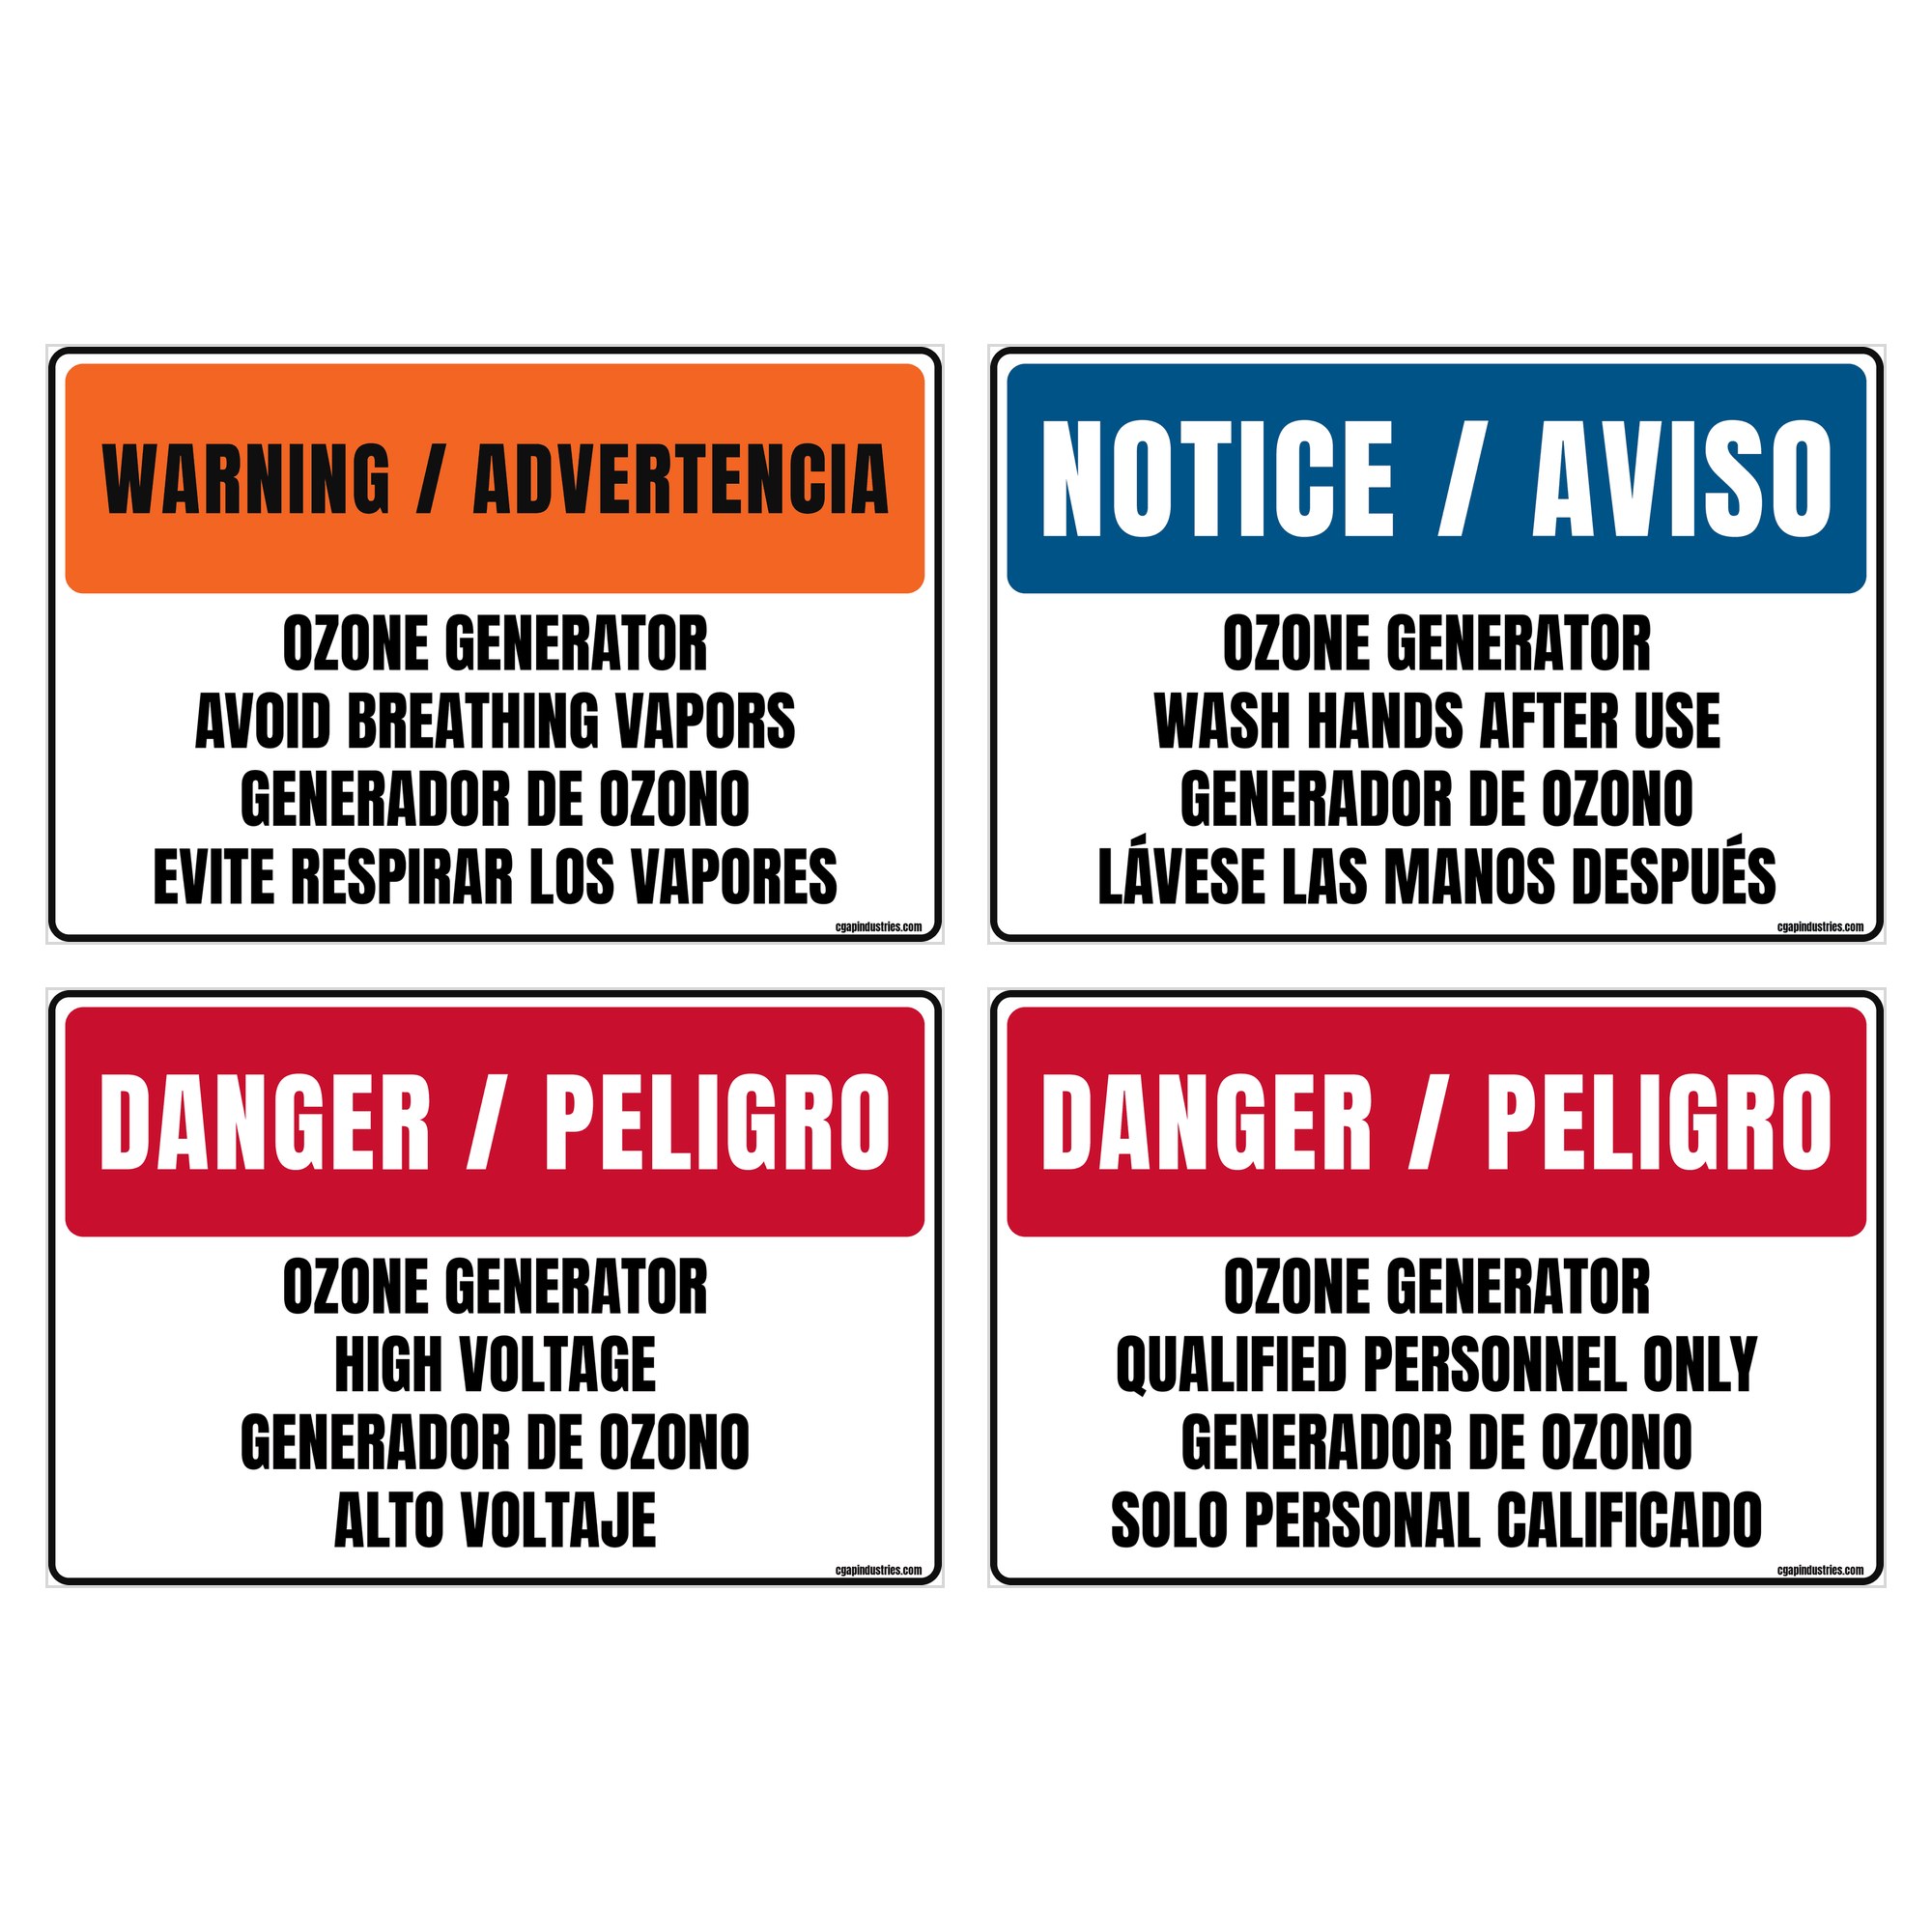 WARNING / ADVERTENCIA
OZONE GENERATOR
AVOID BREATHING VAPORS
GENERADOR DE OZONO
EVITE RESPIRAR LOS VAPORES
cgapindustries.com
NOTICE / AVISO
OZONE GENERATOR
WASH HANDS AFTER USE
GENERADOR DE OZONO
LÁVESE LAS MANOS DESPUÉS
cgapindustries.com
DANGER / PELIGRO
OZONE GENERATOR
HIGH VOLTAGE
GENERADOR DE OZONO
ALTO VOLTAJE
cgapindustries.com
DANGER / PELIGRO
OZONE GENERATOR
QUALIFIED PERSONNEL ONLY
GENERADOR DE OZONO
SOLO PERSONAL CALIFICADO
cgapindustries.com